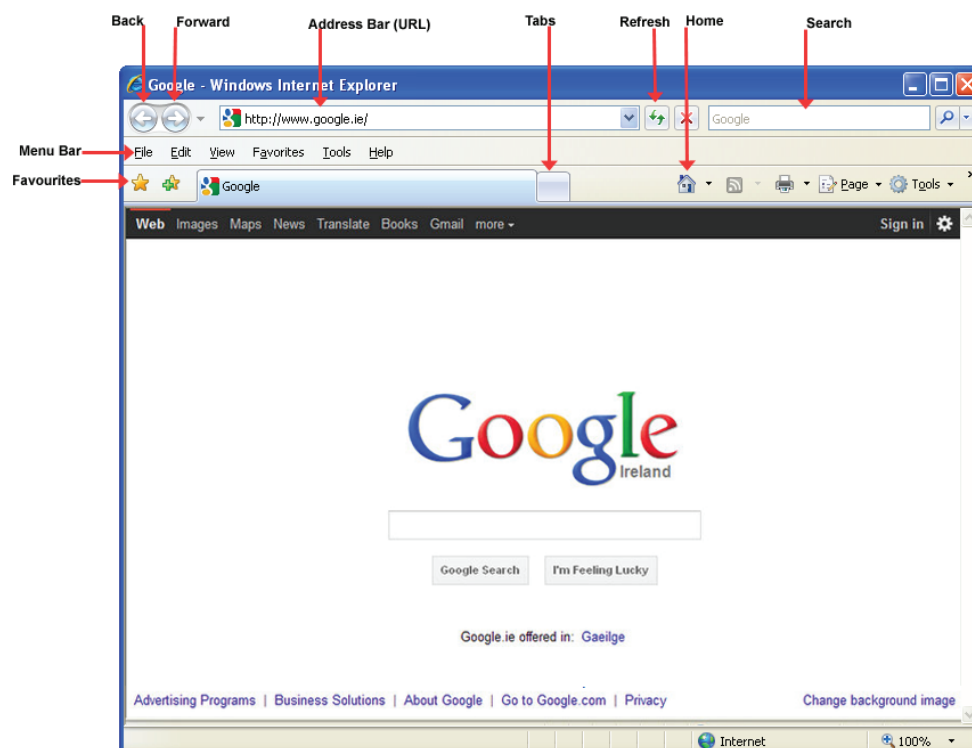 Back Forward Address Bar (URL) Tabs Refresh Home Search
Google - Windows Internet Explorer
http://www.google.ie/ Google
Menu Bar File Edit View Favorites Tools Help
Favourites Google Page Tools
Web Images Maps News Translate Books Gmail more Sign in
Google
Ireland
Google Search I'm Feeling Lucky
Google.ie offered in: Gaeilge
Advertising Programs | Business Solutions | About Google | Go to Google.com | Privacy Change background image
Internet 100%